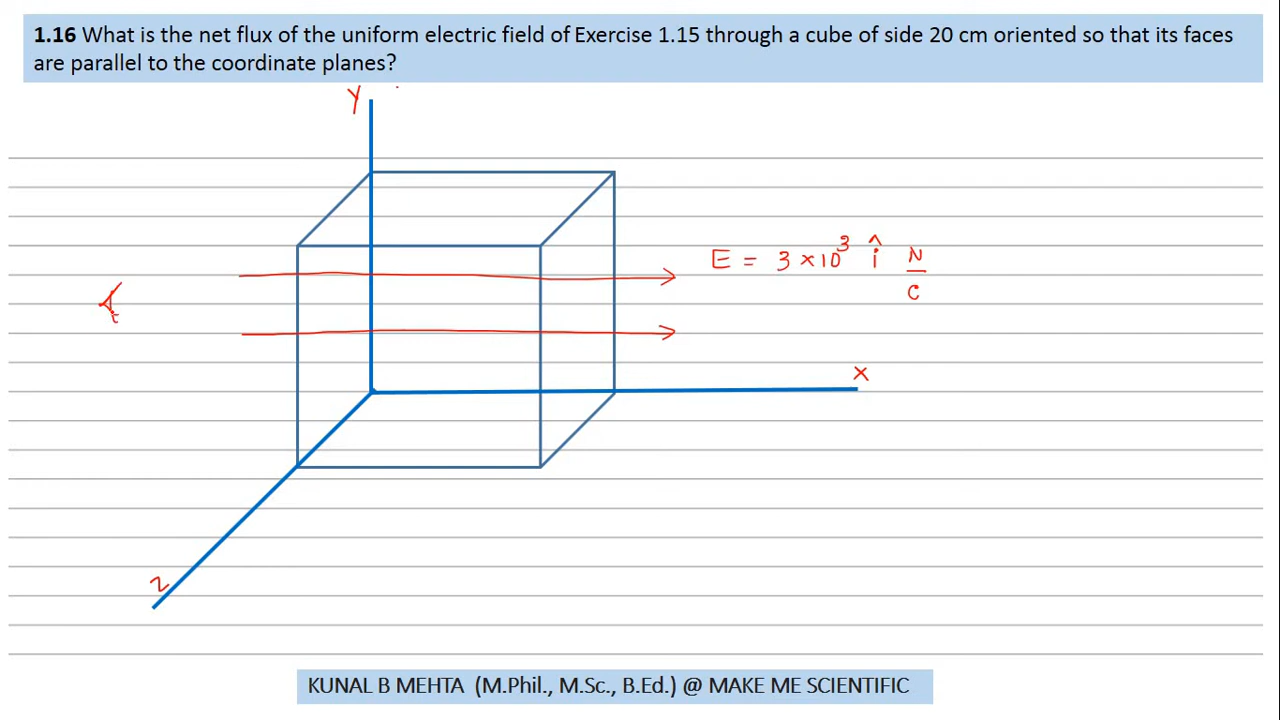 1.16 What is the net flux of the uniform electric field of Exercise 1.15 through a cube of side 20 cm oriented so that its faces
are parallel to the coordinate planes?
Y
E = 3 × 10³ î N/C
X
Z
KUNAL B MEHTA (M.Phil., M.Sc., B.Ed.) @ MAKE ME SCIENTIFIC